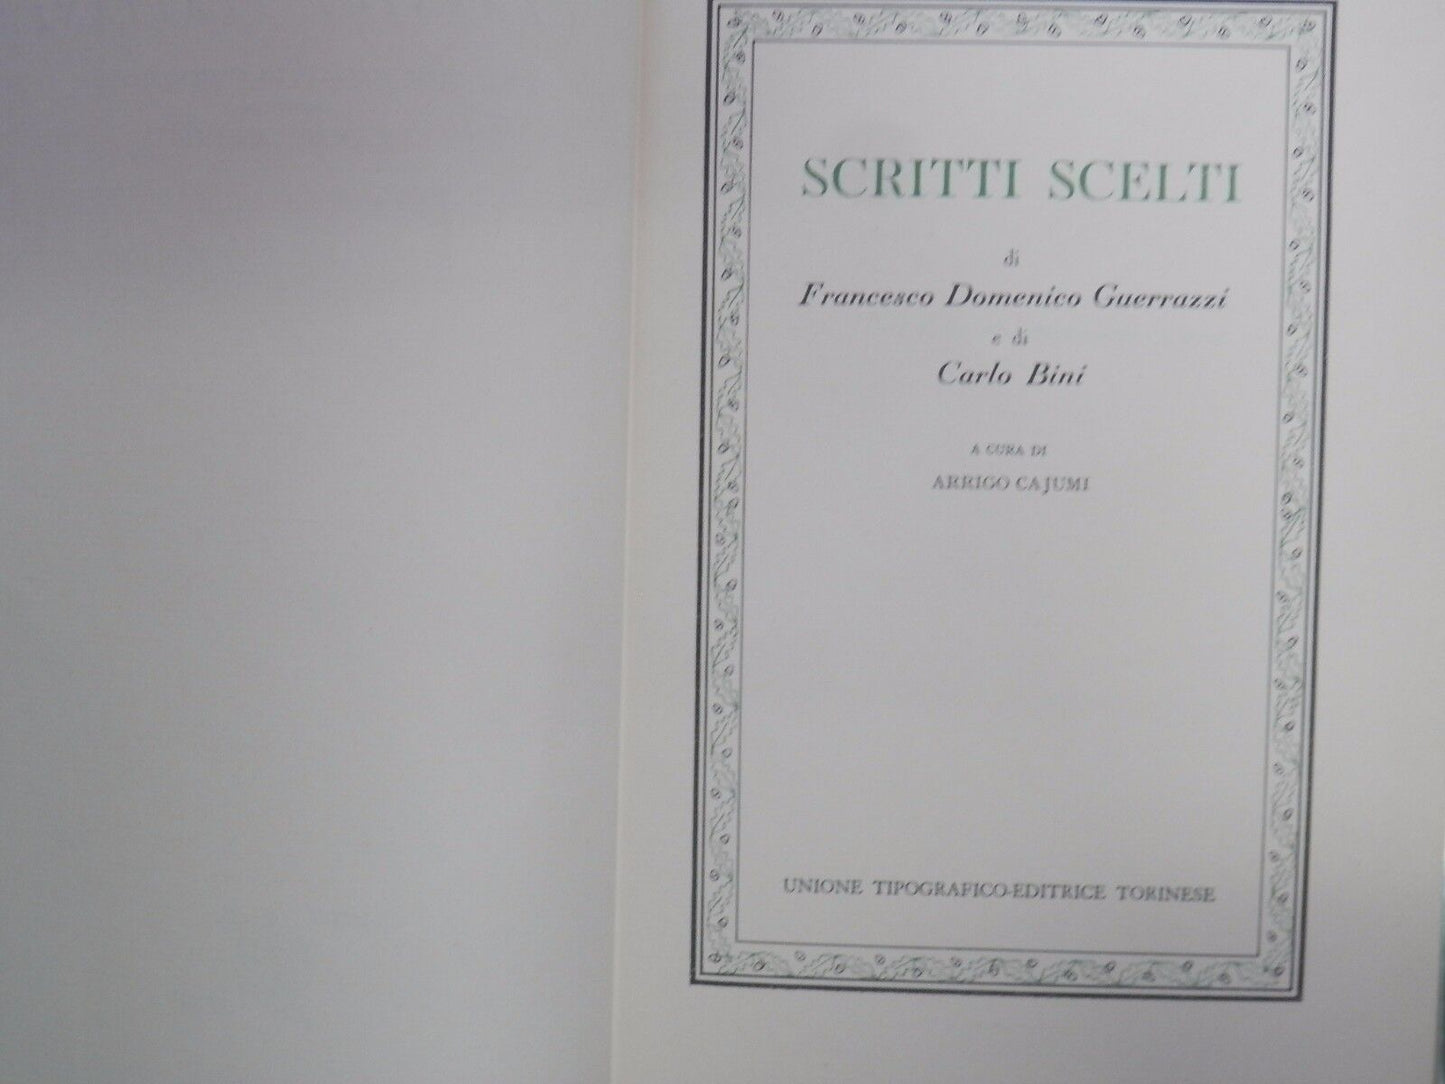 SCRITTI SCELTI
di
Francesco Domenico Guerrazzi
e di
Carlo Bini
A CURA DI
ARRIGO CAJUMI
UNIONE TIPOGRAFICO-EDITRICE TORINESE